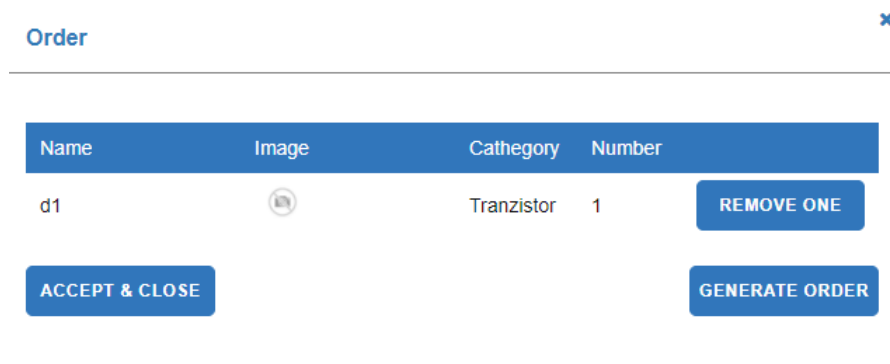 Order
Name Image Cathegory Number
d1 Tranzistor 1 REMOVE ONE
ACCEPT & CLOSE GENERATE ORDER